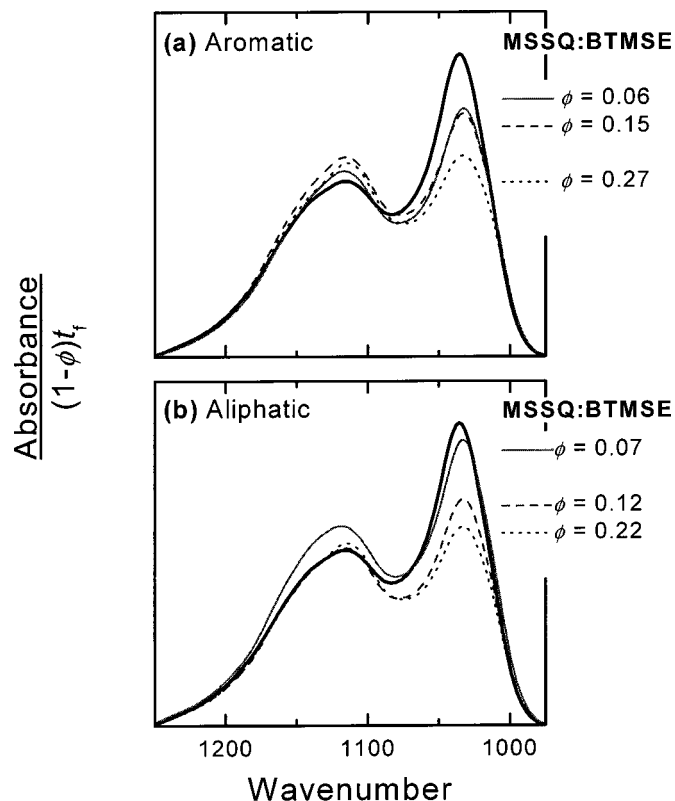 (a) Aromatic
MSSQ:BTMSE
ϕ = 0.06
ϕ = 0.15
ϕ = 0.27
Absorbance
(1-ϕ)t_f
(b) Aliphatic
MSSQ:BTMSE
ϕ = 0.07
ϕ = 0.12
ϕ = 0.22
1200 1100 1000
Wavenumber